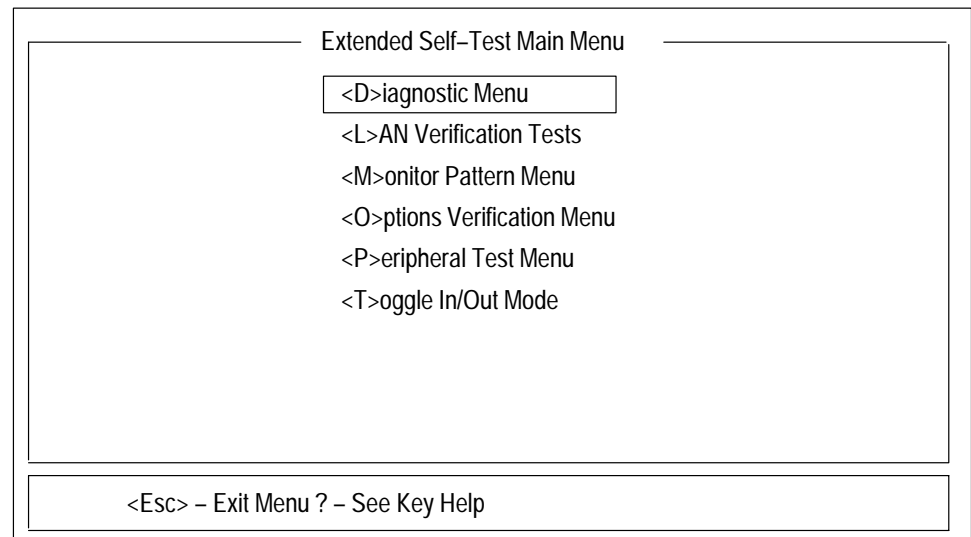 Extended Self–Test Main Menu
<D>iagnostic Menu
<L>AN Verification Tests
<M>onitor Pattern Menu
<O>ptions Verification Menu
<P>eripheral Test Menu
<T>oggle In/Out Mode
<Esc> – Exit Menu ? – See Key Help